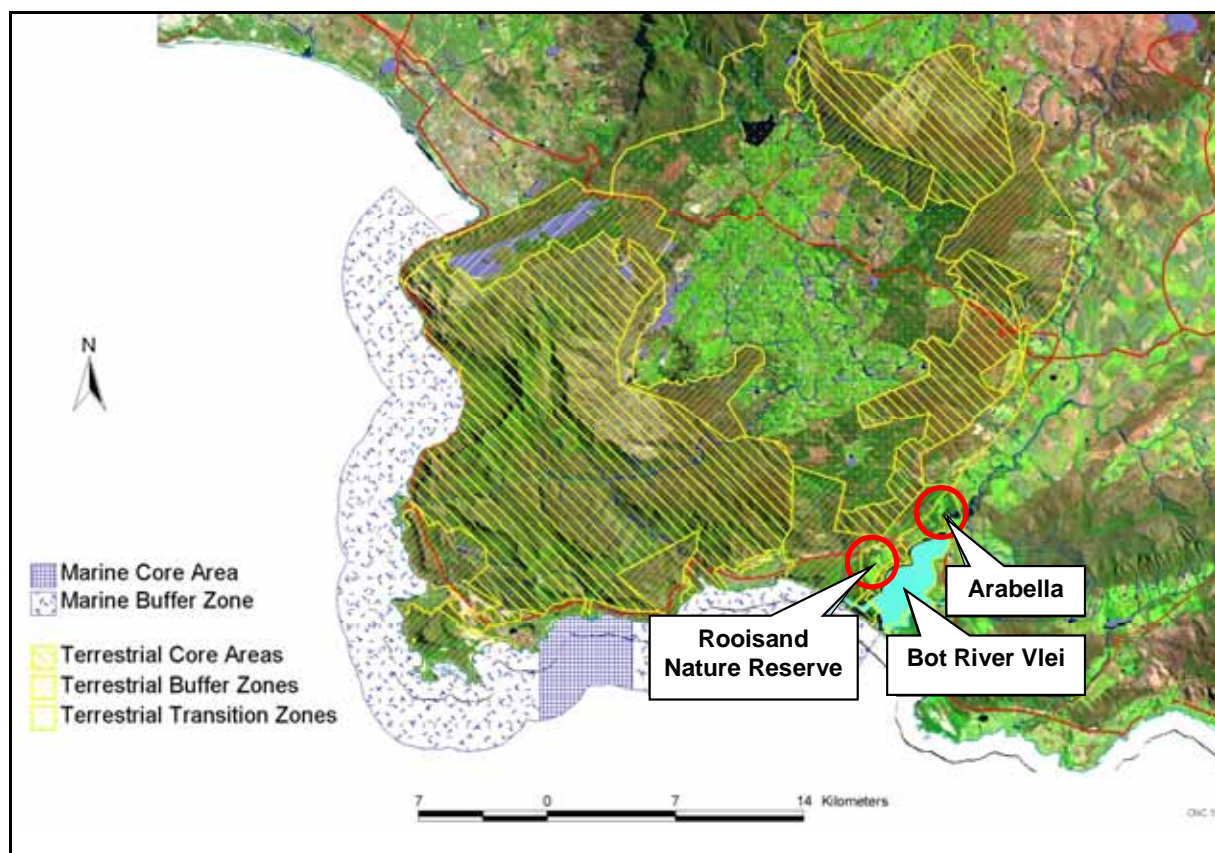 N
Marine Core Area
Marine Buffer Zone
Terrestrial Core Areas
Terrestrial Buffer Zones
Terrestrial Transition Zones
Rooisand
Nature Reserve
Bot River Vlei
Arabella
7 0 7 14 Kilometers